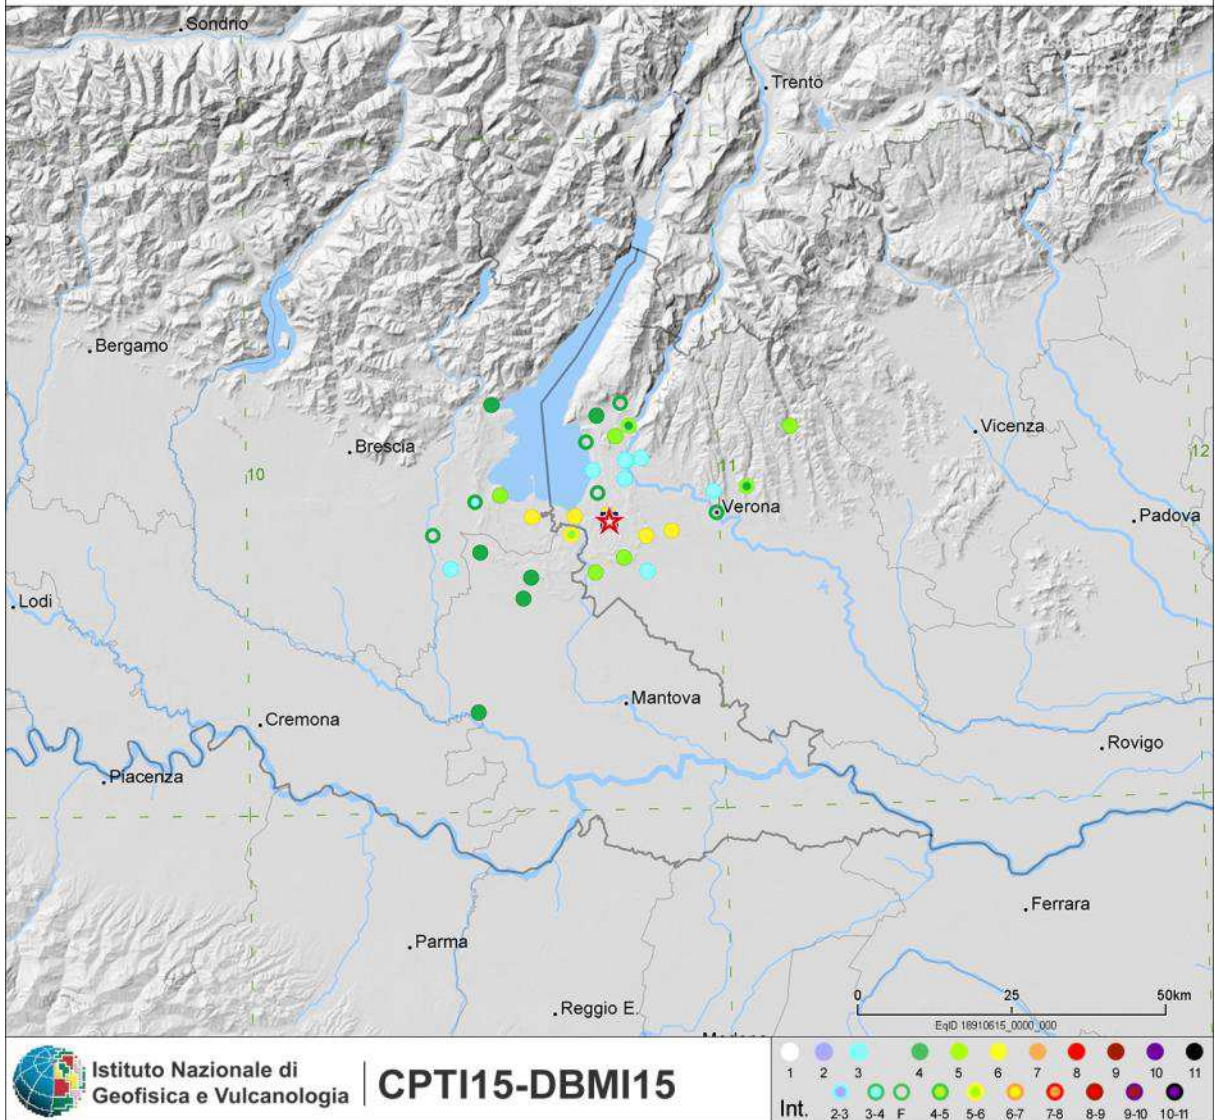 Sondrio
Trento
Bergamo
Brescia
Vicenza
10
11
12
Verona
Padova
Lodi
Mantova
Cremona
Rovigo
Piacenza
Ferrara
Parma
Reggio E.
0 25 50km
EqID 18910615_0000_000
Istituto Nazionale di
Geofisica e Vulcanologia
CPTI15-DBMI15
1 2 3 4 5 6 7 8 9 10 11
Int. 2-3 3-4 F 4-5 5-6 6-7 7-8 8-9 9-10 10-11